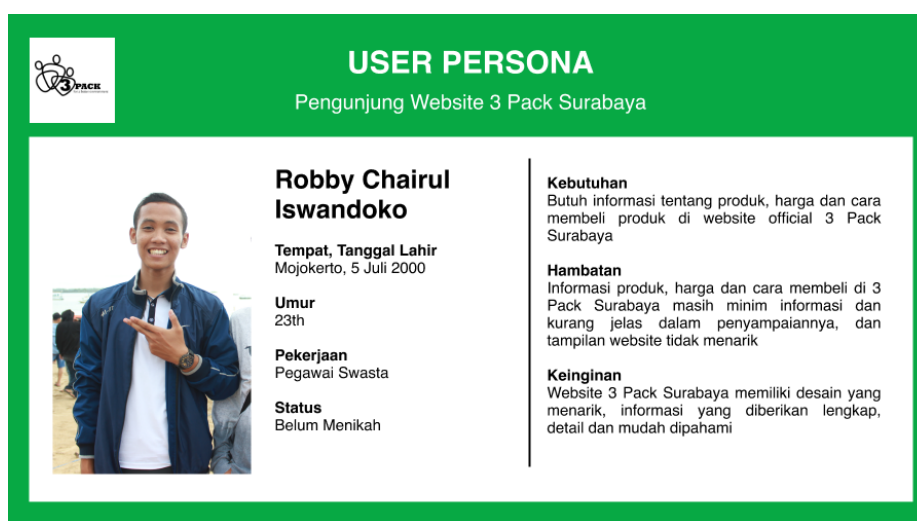 3 PACK
USER PERSONA
Pengunjung Website 3 Pack Surabaya
Robby Chairul
Iswandoko
Tempat, Tanggal Lahir
Mojokerto, 5 Juli 2000
Umur
23th
Pekerjaan
Pegawai Swasta
Status
Belum Menikah
Kebutuhan
Butuh informasi tentang produk, harga dan cara
membeli produk di website official 3 Pack
Surabaya
Hambatan
Informasi produk, harga dan cara membeli di 3
Pack Surabaya masih minim informasi dan
kurang jelas dalam penyampaiannya, dan
tampilan website tidak menarik
Keinginan
Website 3 Pack Surabaya memiliki desain yang
menarik, informasi yang diberikan lengkap,
detail dan mudah dipahami